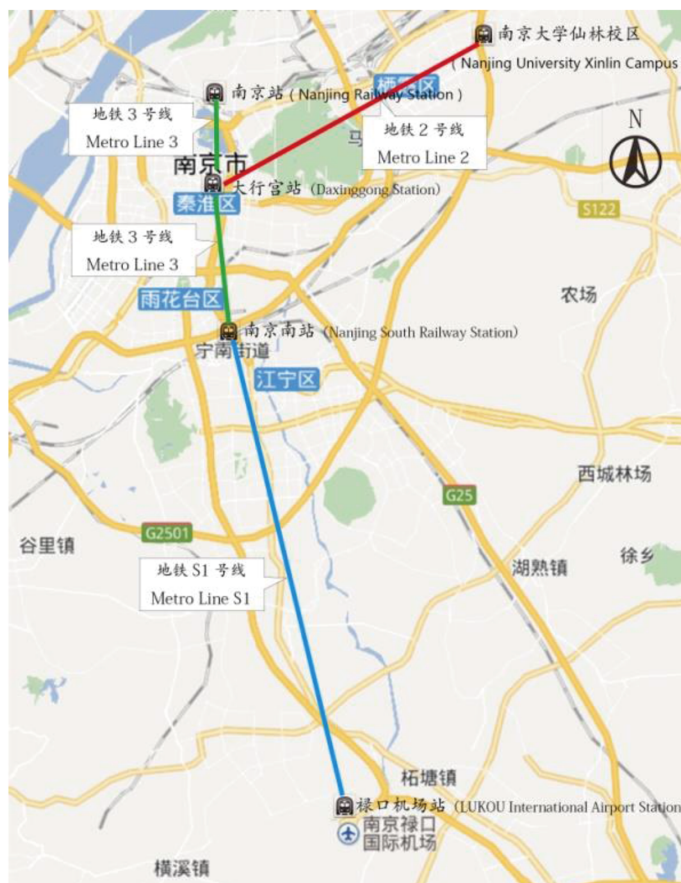 南京大学仙林校区
( Nanjing University Xinlin Campus
栖霞区
南京站 ( Nanjing Railway Station )
地铁 3 号线
Metro Line 3
地铁 2 号线
Metro Line 2
马
N
南京市
大行宫站 (Daxinggong Station)
秦淮区
S122
地铁 3 号线
Metro Line 3
雨花台区
农场
南京南站 (Nanjing South Railway Station)
宁南街道
江宁区
西城林场
G25
G2501
谷里镇
徐乡
湖熟镇
地铁 S1 号线
Metro Line S1
柘塘镇
禄口机场站 (LUKOU International Airport Station
南京禄口
国际机场
横溪镇